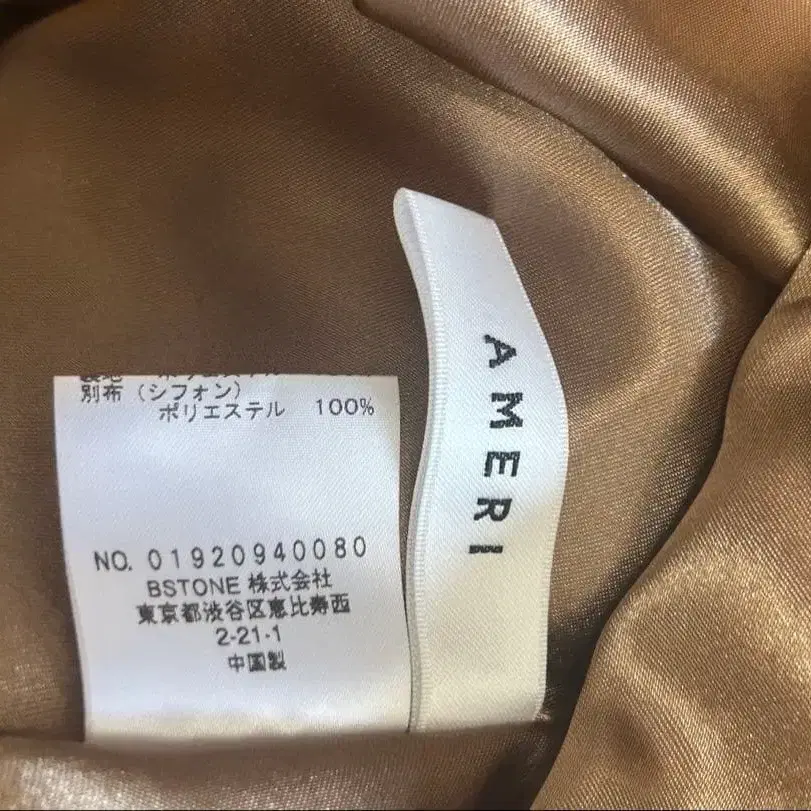 別布（シフォン）
ポリエステル 100%
NO. 01920940080
BSTONE 株式会社
東京都渋谷区恵比寿西
2-21-1
中国製
AMERI